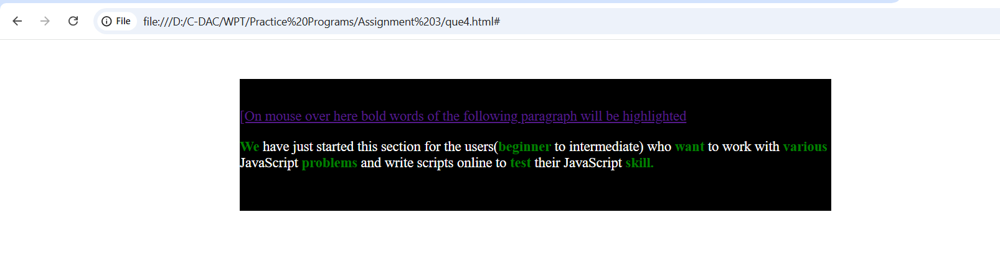 File file:///D:/C-DAC/WPT/Practice%20Programs/Assignment%203/que4.html#
[On mouse over here bold words of the following paragraph will be highlighted
We have just started this section for the users(beginner to intermediate) who want to work with various
JavaScript problems and write scripts online to test their JavaScript skill.